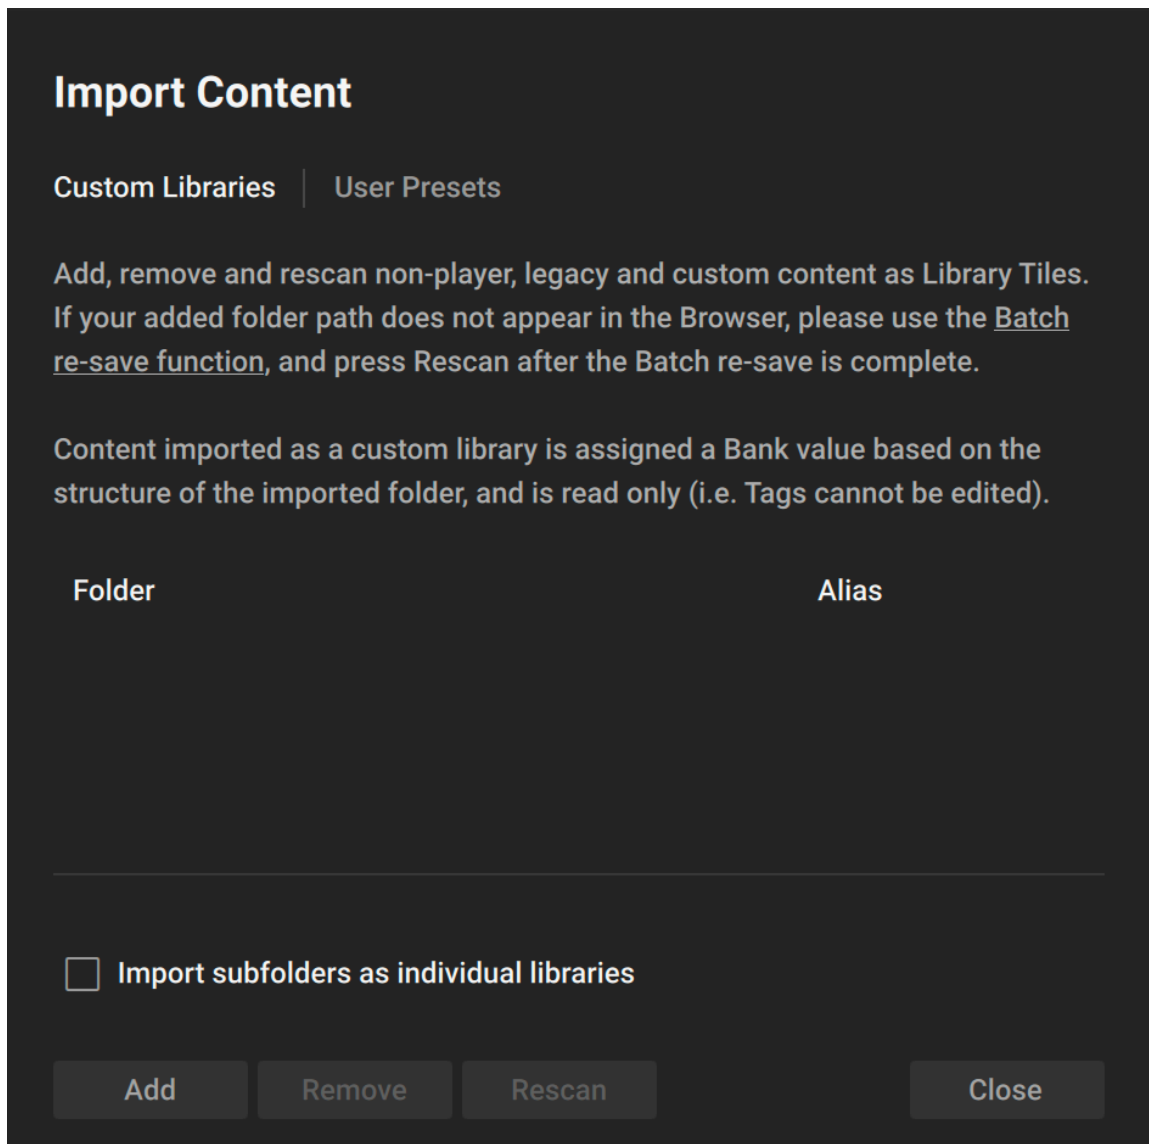 Import Content
Custom Libraries
User Presets
Add, remove and rescan non-player, legacy and custom content as Library Tiles.
If your added folder path does not appear in the Browser, please use the Batch
re-save function, and press Rescan after the Batch re-save is complete.
Content imported as a custom library is assigned a Bank value based on the
structure of the imported folder, and is read only (i.e. Tags cannot be edited).
Folder
Alias
Import subfolders as individual libraries
Add
Remove
Rescan
Close